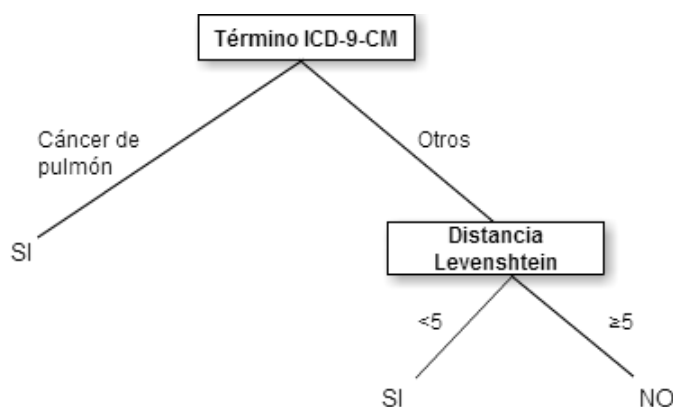 Término ICD-9-CM
Cáncer de
pulmón
Otros
SI
Distancia
Levenshtein
<5
≥5
SI
NO